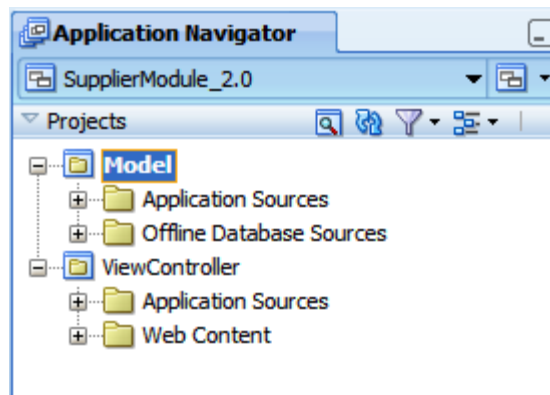 Application Navigator
SupplierModule_2.0
Projects
Model
Application Sources
Offline Database Sources
ViewController
Application Sources
Web Content